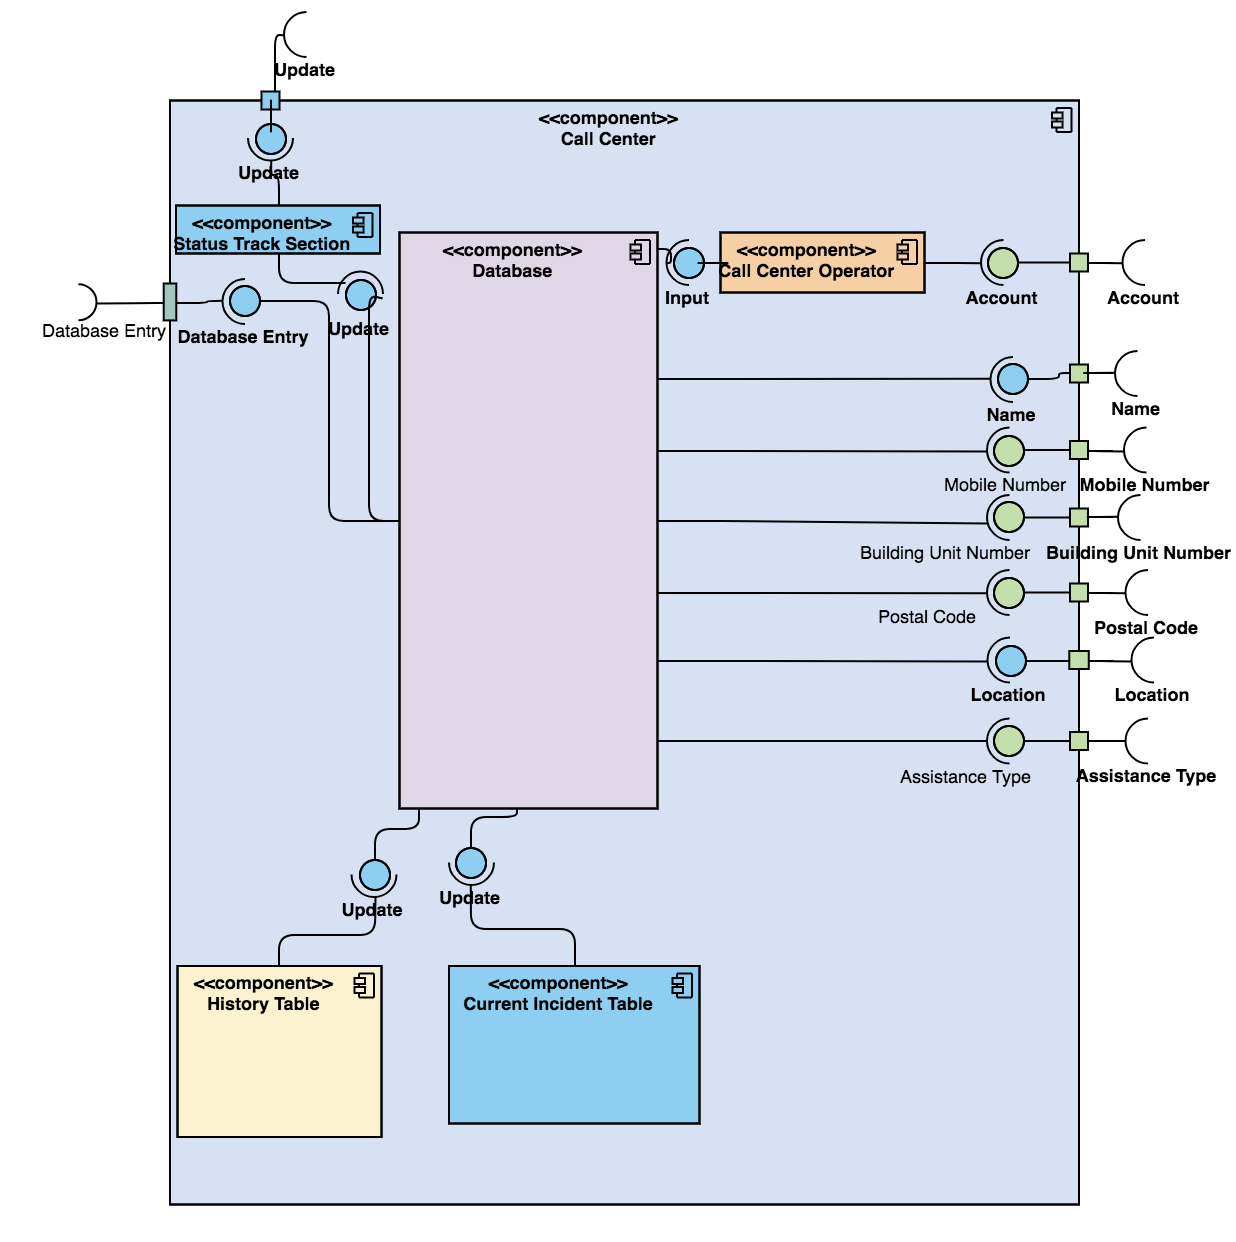 Update
<<component>>
Call Center
Update
<<component>>
Status Track Section
<<component>>
Database
<<component>>
Call Center Operator
Input
Account
Account
Database Entry
Database Entry
Update
Name
Name
Mobile Number
Mobile Number
Building Unit Number
Building Unit Number
Postal Code
Postal Code
Location
Location
Assistance Type
Assistance Type
Update
Update
<<component>>
History Table
<<component>>
Current Incident Table